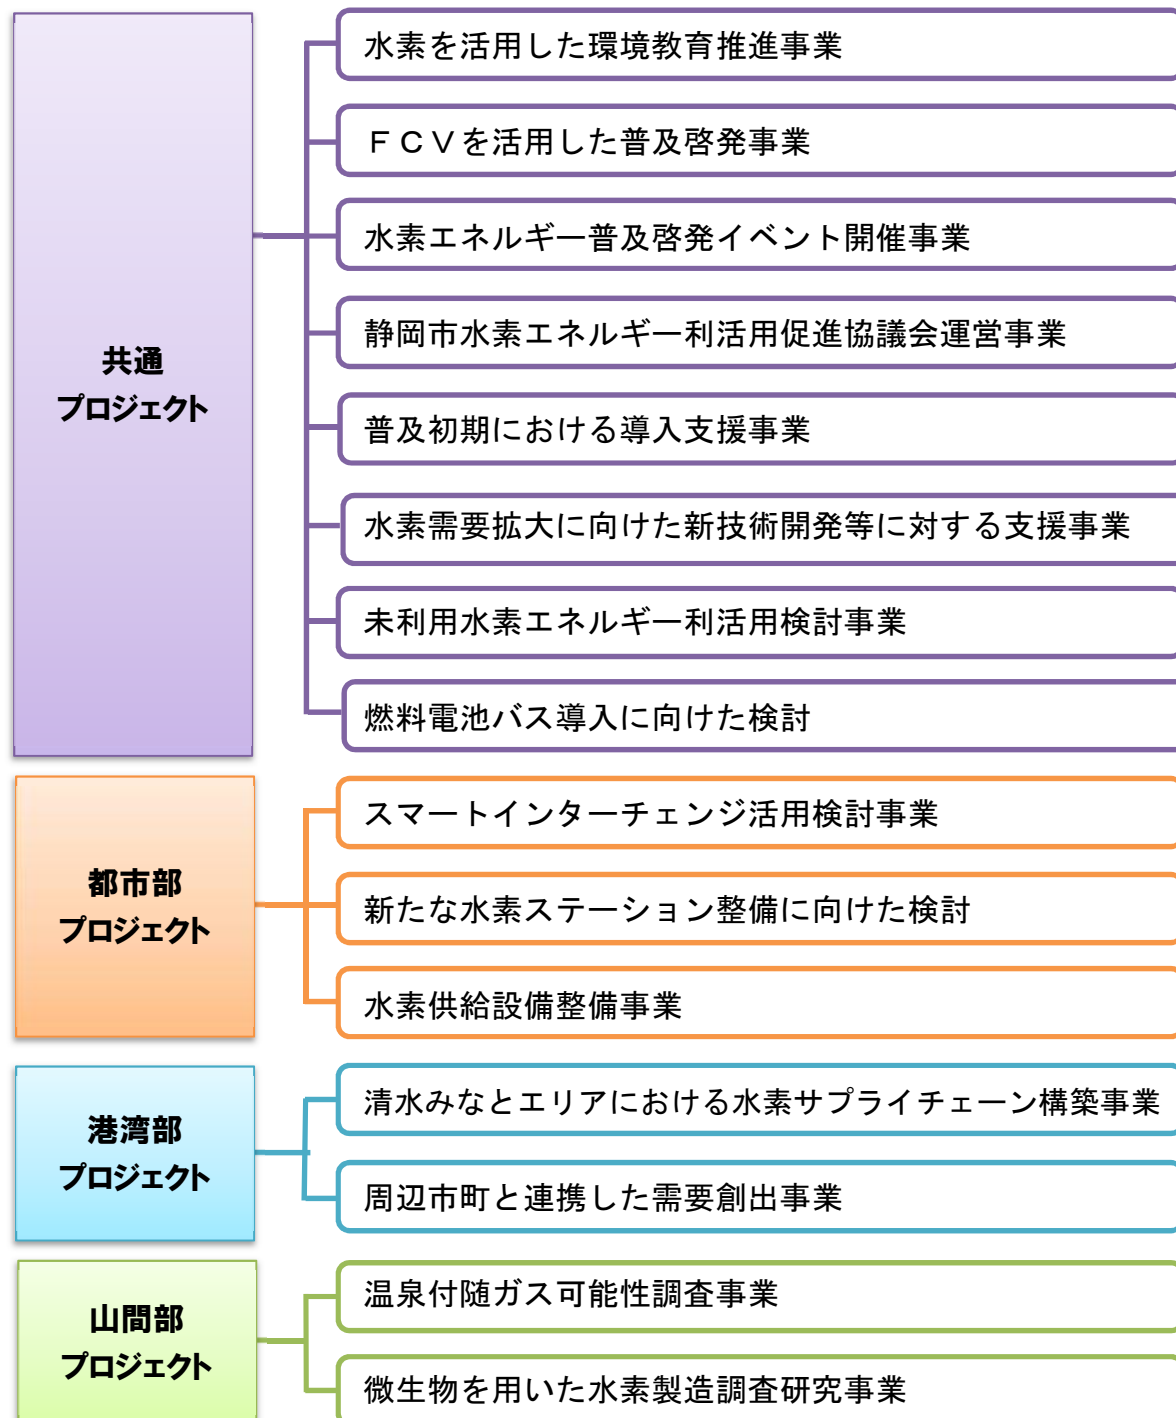 共通
プロジェクト
水素を活用した環境教育推進事業
ＦＣＶを活用した普及啓発事業
水素エネルギー普及啓発イベント開催事業
静岡市水素エネルギー利活用促進協議会運営事業
普及初期における導入支援事業
水素需要拡大に向けた新技術開発等に対する支援事業
未利用水素エネルギー利活用検討事業
燃料電池バス導入に向けた検討
都市部
プロジェクト
スマートインターチェンジ活用検討事業
新たな水素ステーション整備に向けた検討
水素供給設備整備事業
港湾部
プロジェクト
清水みなとエリアにおける水素サプライチェーン構築事業
周辺市町と連携した需要創出事業
山間部
プロジェクト
温泉付随ガス可能性調査事業
微生物を用いた水素製造調査研究事業